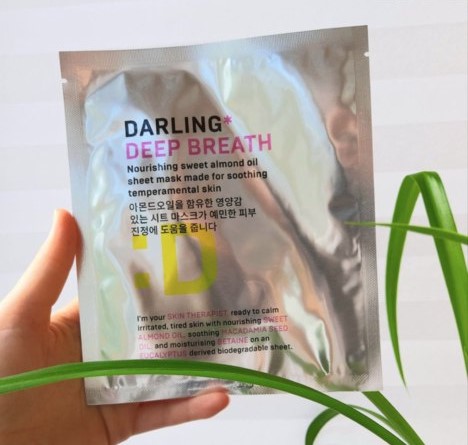 DARLING*
DEEP BREATH
Nourishing sweet almond oil
sheet mask made for soothing
temperamental skin
아몬드오일을 함유한 영양감
있는 시트 마스크가 예민한 피부
진정에 도움을 줍니다
:D
I'm your SKIN THERAPIST, ready to calm
irritated, tired skin with nourishing SWEET
ALMOND OIL, soothing MACADAMIA SEED
OIL, and moisturising BETAINE on an
EUCALYPTUS derived biodegradable sheet.